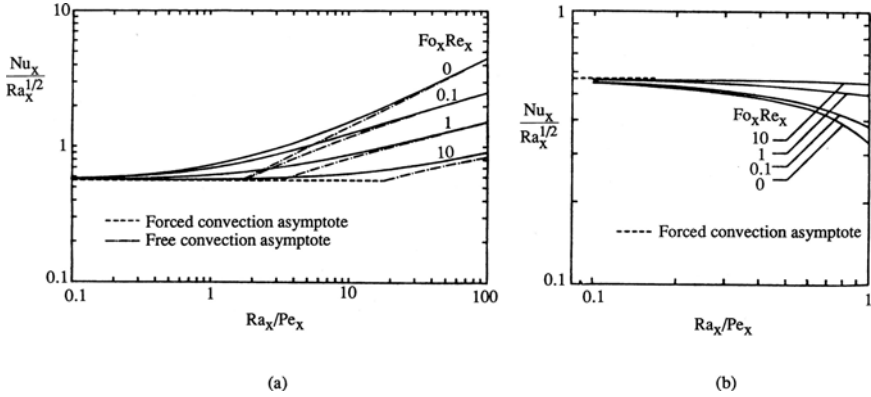 10
1
0.1
Nu_x
Ra_x^{1/2}
Fo_xRe_x
0
0.1
1
10
Forced convection asymptote
Free convection asymptote
0.1
1
10
100
Ra_x/Pe_x
(a)
1
0.1
Nu_x
Ra_x^{1/2}
Fo_xRe_x
10
1
0.1
0
Forced convection asymptote
0.1
1
Ra_x/Pe_x
(b)